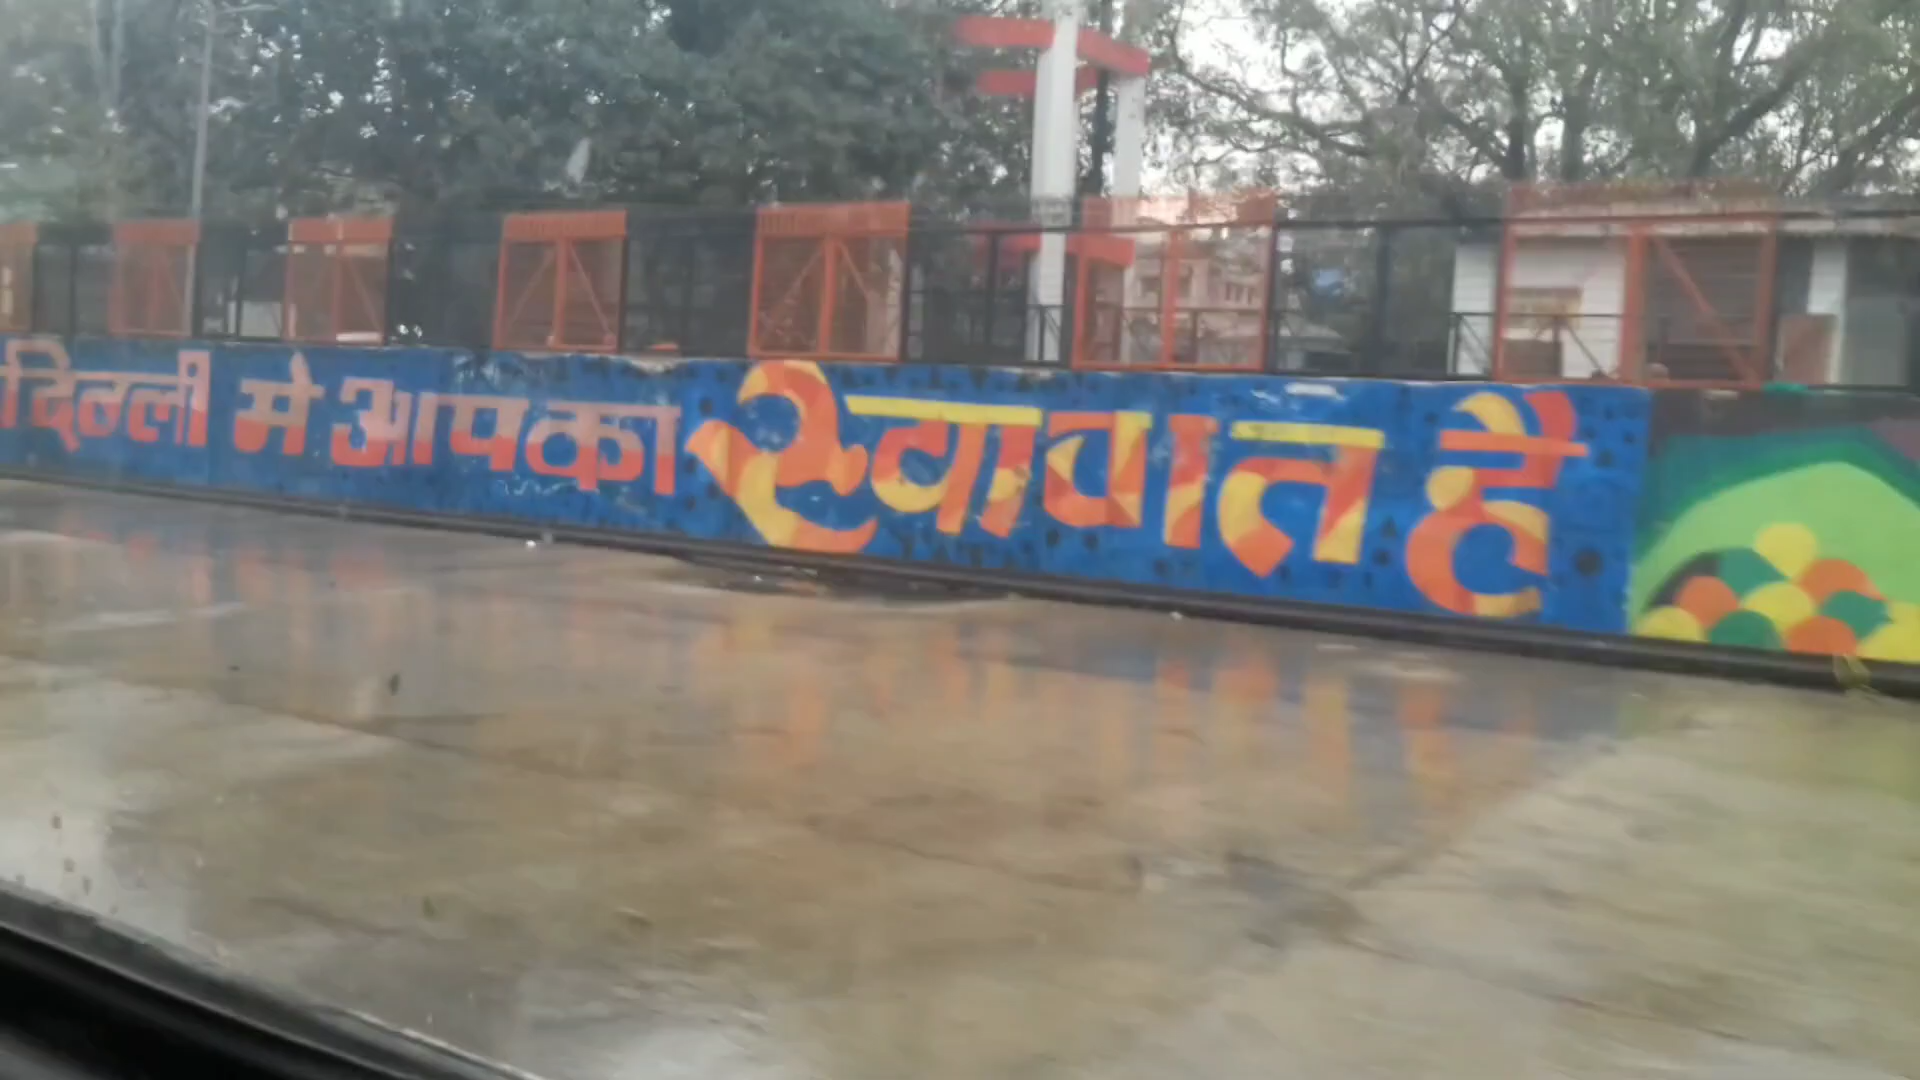 दिल्ली मे आपका स्वागत है